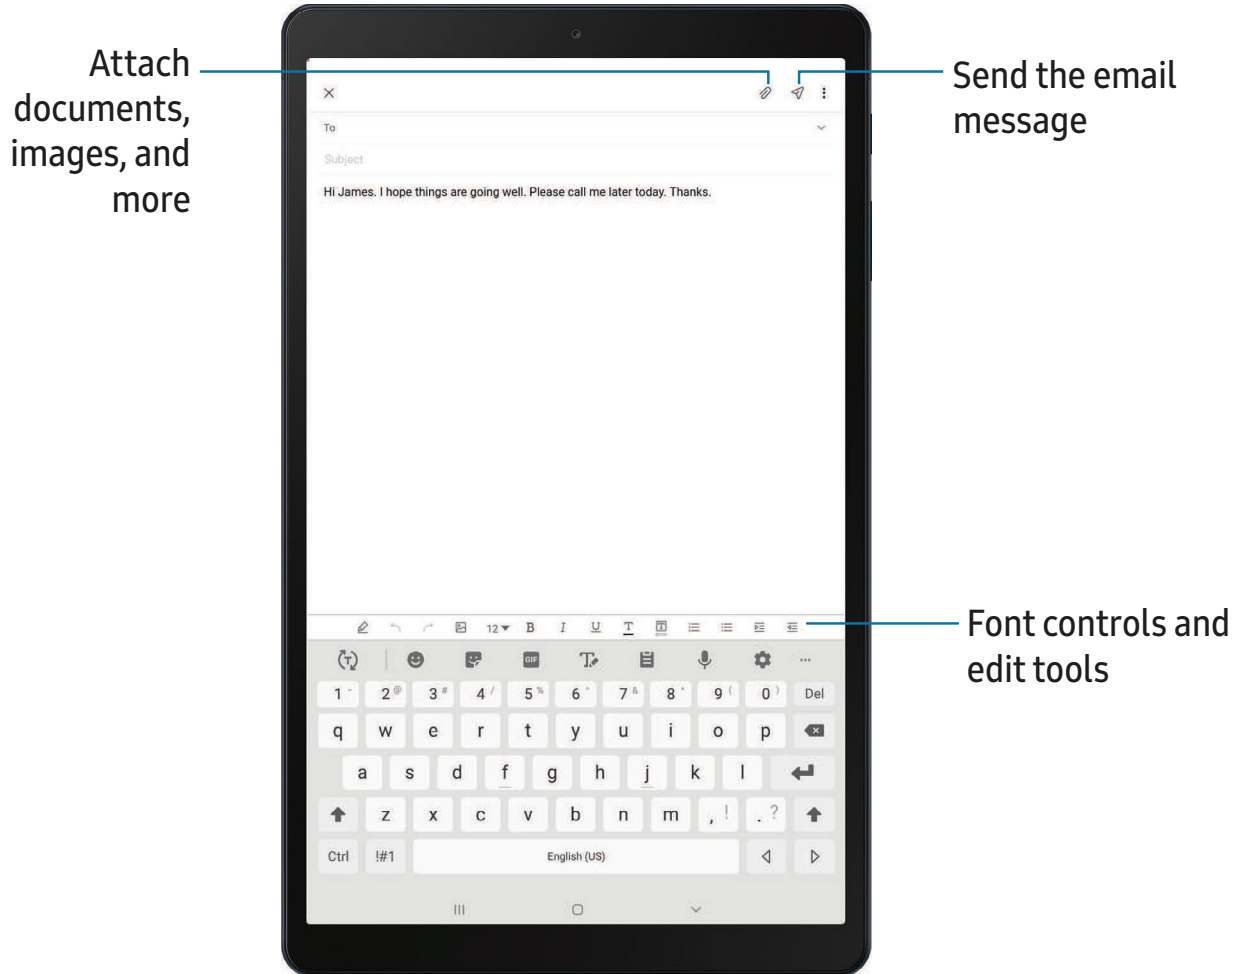 Attach
documents,
images, and
more
Send the email
message
To
Subject
Hi James. I hope things are going well. Please call me later today. Thanks.
Font controls and
edit tools
12 B I U T T
T GIF T
1 - 2 @ 3 # 4 / 5 % 6 ^ 7 & 8 * 9 ( 0 ) Del
q w e r t y u i o p
a s d f g h j k l
z x c v b n m , ! . ?
Ctrl !#1 English (US)